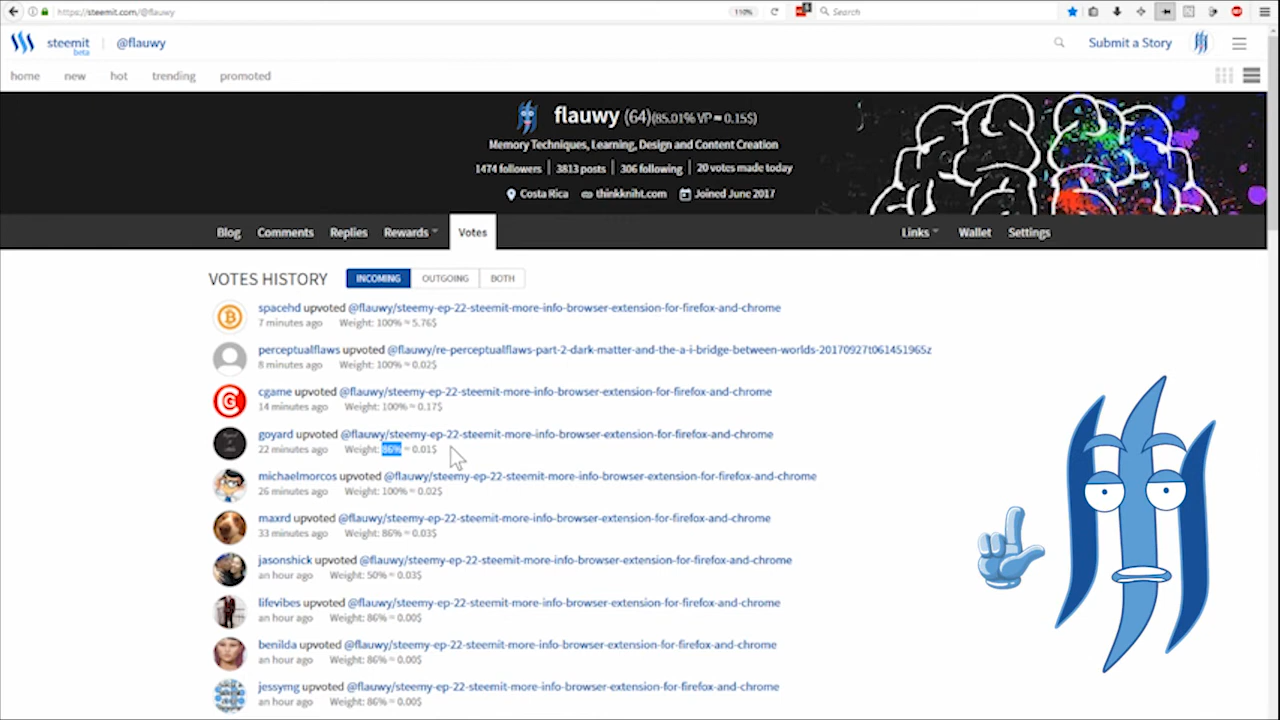 https://steemit.com/@flauwy
110%
Search
steemit
beta
@flauwy
Submit a Story
home new hot trending promoted
flauwy (64)(85.01% VP ≈ 0.15$)
Memory Techniques, Learning, Design and Content Creation
1474 followers 3813 posts 306 following 20 votes made today
Costa Rica thinkkniht.com Joined June 2017
Blog Comments Replies Rewards Votes Links Wallet Settings
VOTES HISTORY INCOMING OUTGOING BOTH
spacehd upvoted @flauwy/steemy-ep-22-steemit-more-info-browser-extension-for-firefox-and-chrome
7 minutes ago Weight: 100% ≈ 5.76$
perceptualflaws upvoted @flauwy/re-perceptualflaws-part-2-dark-matter-and-the-a-i-bridge-between-worlds-20170927t061451965z
8 minutes ago Weight: 100% ≈ 0.02$
cgame upvoted @flauwy/steemy-ep-22-steemit-more-info-browser-extension-for-firefox-and-chrome
14 minutes ago Weight: 100% ≈ 0.17$
goyard upvoted @flauwy/steemy-ep-22-steemit-more-info-browser-extension-for-firefox-and-chrome
22 minutes ago Weight: 86% ≈ 0.01$
michaelmorcos upvoted @flauwy/steemy-ep-22-steemit-more-info-browser-extension-for-firefox-and-chrome
26 minutes ago Weight: 100% ≈ 0.02$
maxrd upvoted @flauwy/steemy-ep-22-steemit-more-info-browser-extension-for-firefox-and-chrome
33 minutes ago Weight: 86% ≈ 0.03$
jasonshick upvoted @flauwy/steemy-ep-22-steemit-more-info-browser-extension-for-firefox-and-chrome
an hour ago Weight: 50% ≈ 0.03$
lifevibes upvoted @flauwy/steemy-ep-22-steemit-more-info-browser-extension-for-firefox-and-chrome
an hour ago Weight: 86% ≈ 0.00$
benilda upvoted @flauwy/steemy-ep-22-steemit-more-info-browser-extension-for-firefox-and-chrome
an hour ago Weight: 86% ≈ 0.00$
jessymg upvoted @flauwy/steemy-ep-22-steemit-more-info-browser-extension-for-firefox-and-chrome
an hour ago Weight: 86% ≈ 0.00$